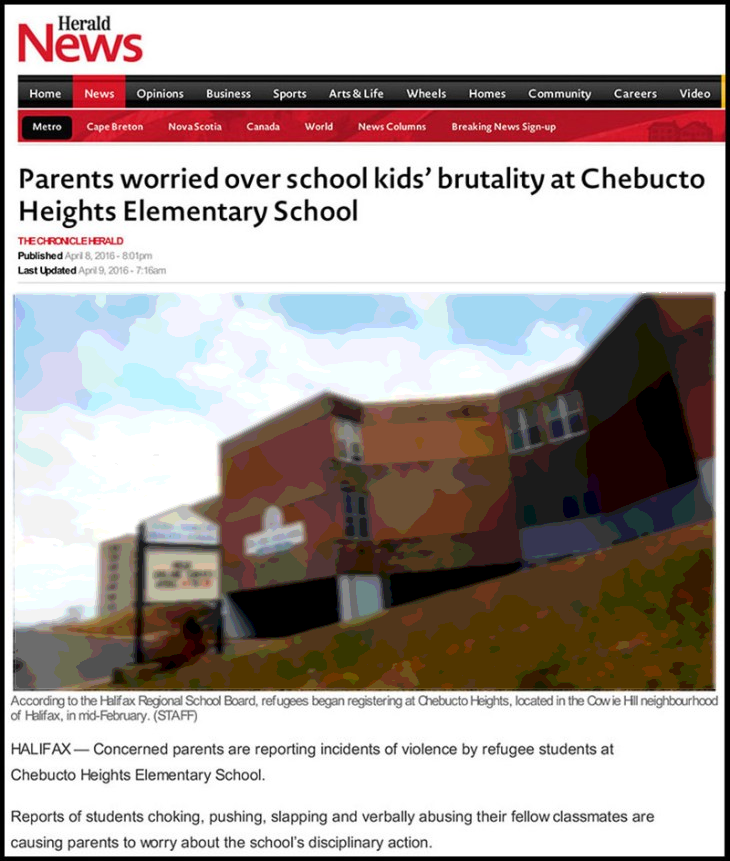 Herald
News
Home News Opinions Business Sports Arts & Life Wheels Homes Community Careers Video
Metro Cape Breton Nova Scotia Canada World News Columns Breaking News Sign-up
Parents worried over school kids’ brutality at Chebucto
Heights Elementary School
THE CHRONICLE HERALD
Published April 8, 2016 - 8:01pm
Last Updated April 9, 2016 - 7:16am
According to the Halifax Regional School Board, refugees began registering at Chebucto Heights, located in the Cowie Hill neighbourhood
of Halifax, in mid-February. (STAFF)
HALIFAX — Concerned parents are reporting incidents of violence by refugee students at
Chebucto Heights Elementary School.
Reports of students choking, pushing, slapping and verbally abusing their fellow classmates are
causing parents to worry about the school’s disciplinary action.